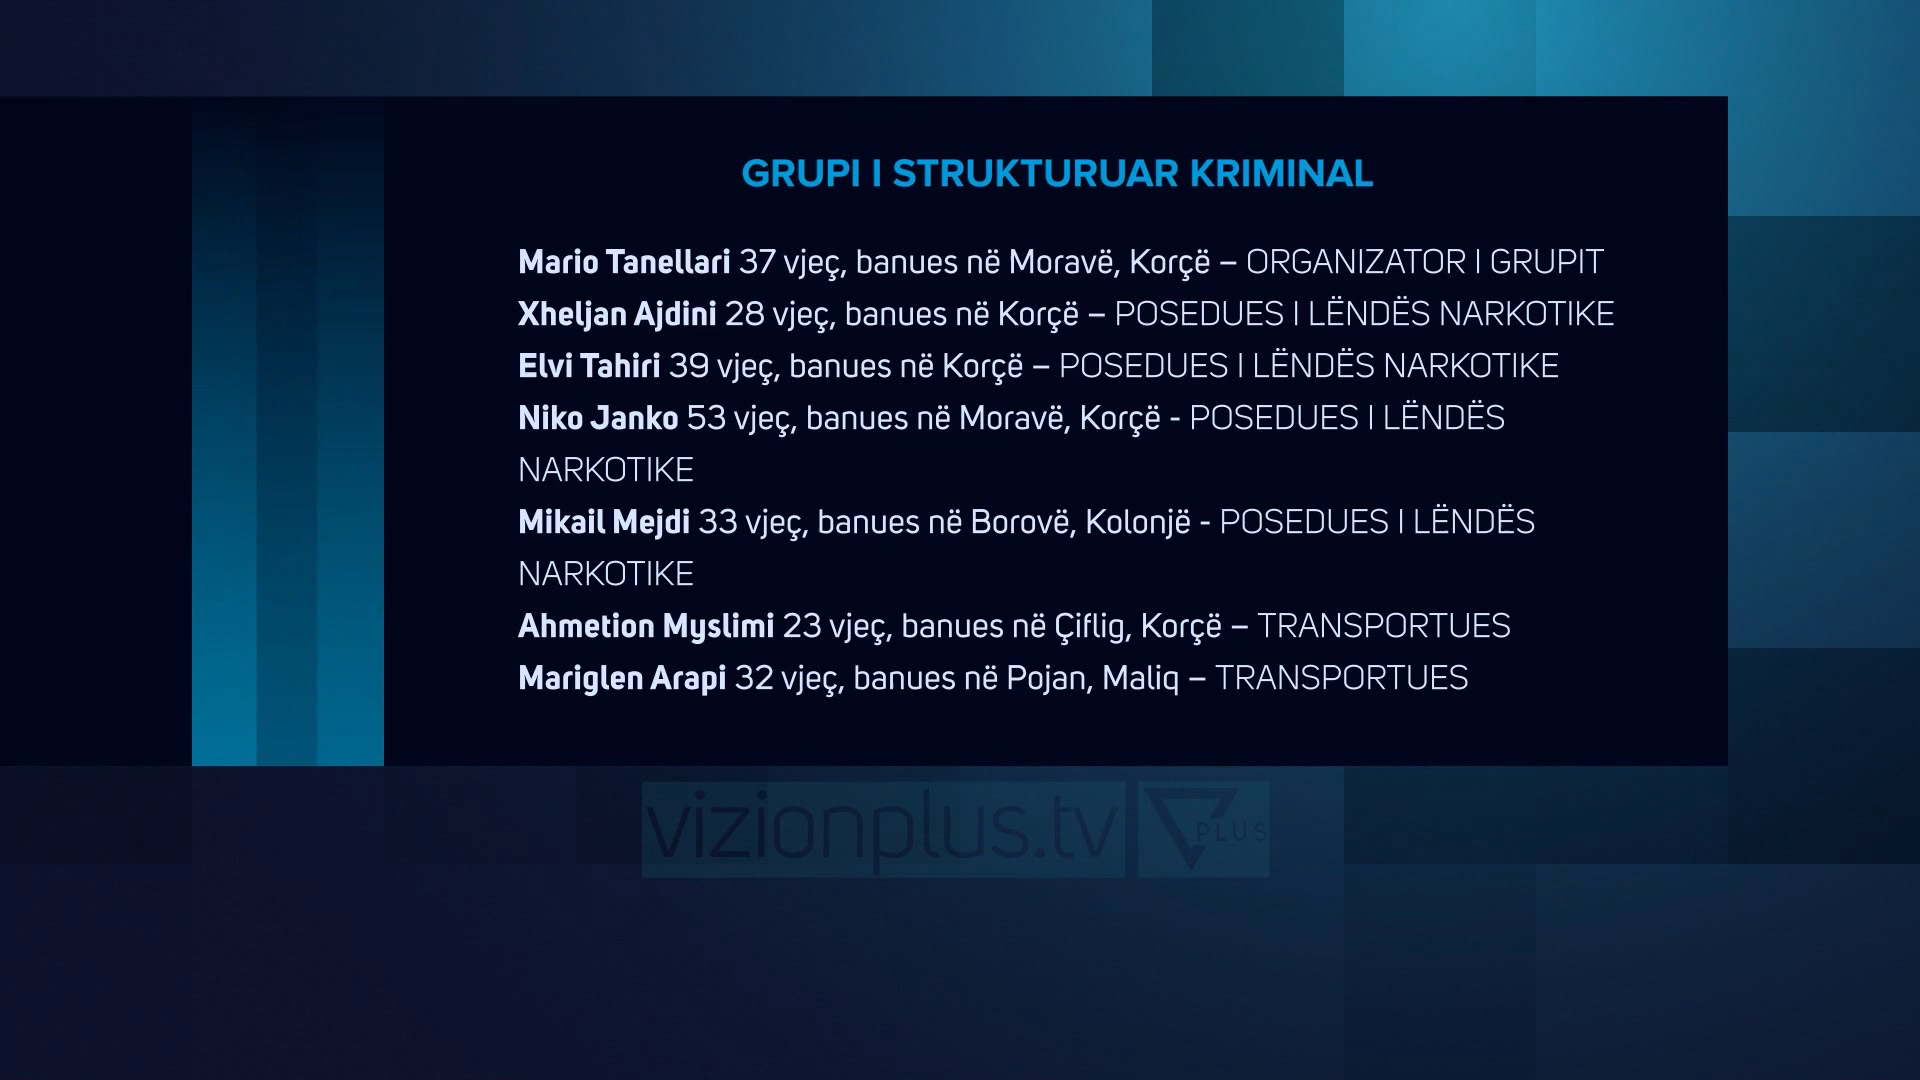 GRUPI I STRUKTURUAR KRIMINAL
Mario Tanellari 37 vjeç, banues në Moravë, Korçë – ORGANIZATOR I GRUPIT
Xheljan Ajdini 28 vjeç, banues në Korçë – POSEDUES I LËNDËS NARKOTIKE
Elvi Tahiri 39 vjeç, banues në Korçë – POSEDUES I LËNDËS NARKOTIKE
Niko Janko 53 vjeç, banues në Moravë, Korçë - POSEDUES I LËNDËS
NARKOTIKE
Mikail Mejdi 33 vjeç, banues në Borovë, Kolonjë - POSEDUES I LËNDËS
NARKOTIKE
Ahmetion Myslimi 23 vjeç, banues në Çiflig, Korçë – TRANSPORTUES
Mariglen Arapi 32 vjeç, banues në Pojan, Maliq – TRANSPORTUES
vizionplus.tv PLUS